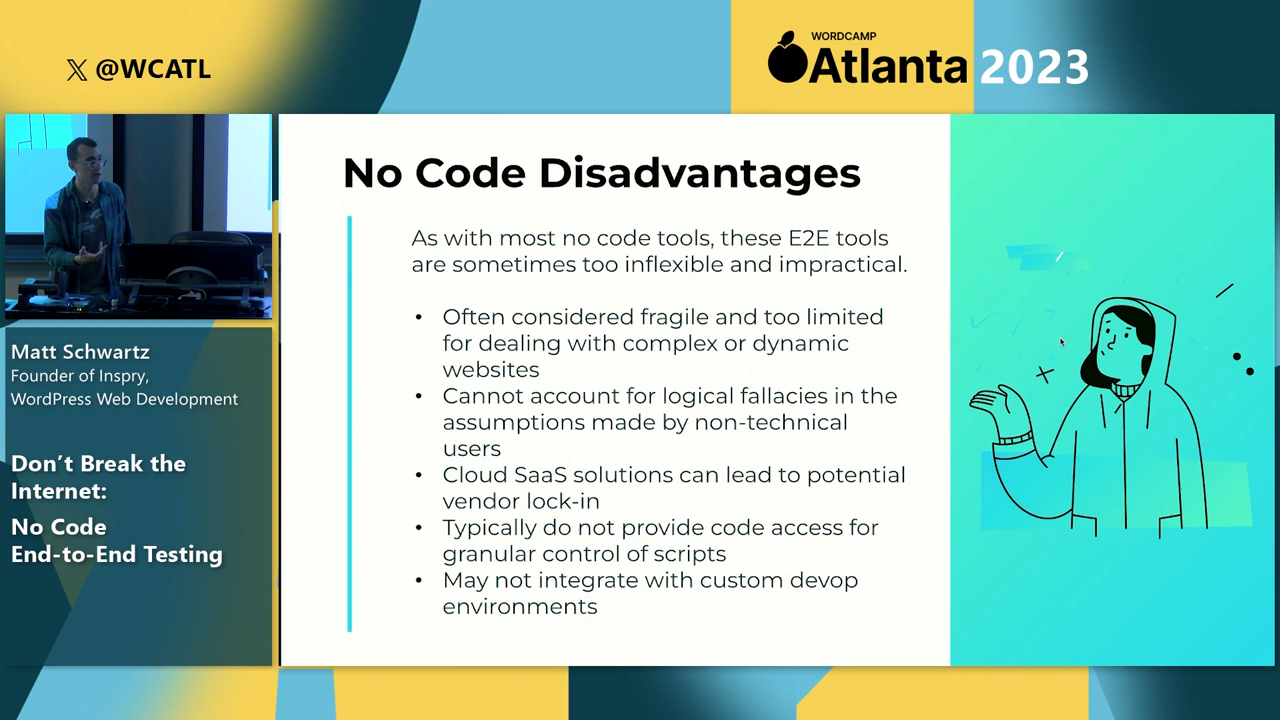 𝕏 @WCATL
WORDCAMP
Atlanta 2023
Matt Schwartz
Founder of Inspry,
WordPress Web Development
Don’t Break the
Internet:
No Code
End-to-End Testing
No Code Disadvantages
As with most no code tools, these E2E tools
are sometimes too inflexible and impractical.
• Often considered fragile and too limited
for dealing with complex or dynamic
websites
• Cannot account for logical fallacies in the
assumptions made by non-technical
users
• Cloud SaaS solutions can lead to potential
vendor lock-in
• Typically do not provide code access for
granular control of scripts
• May not integrate with custom devop
environments